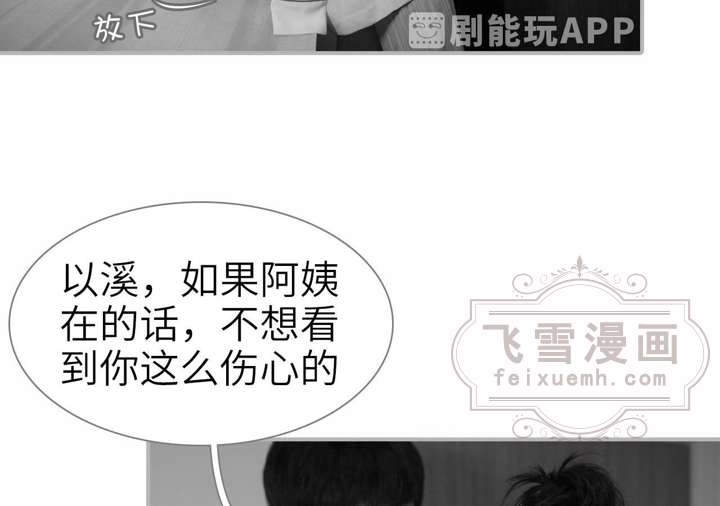 放下
剧能玩APP
以溪，如果阿姨
在的话，不想看
到你这么伤心的
飞雪漫画
feixuemh.com